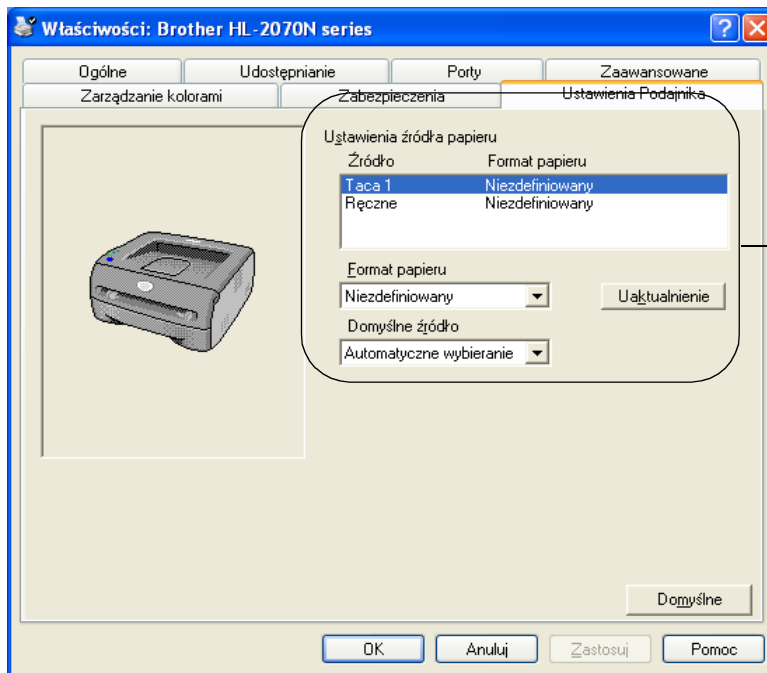 Właściwości: Brother HL-2070N series
Ogólne Udostępnianie Porty Zaawansowane
Zarządzanie kolorami Zabezpieczenia Ustawienia Podajnika
Ustawienia źródła papieru
Źródło Format papieru
Taca 1 Niezdefiniowany
Ręczne Niezdefiniowany
Format papieru
Niezdefiniowany Uaktualnienie
Domyślne źródło
Automatyczne wybieranie
Domyślne
OK Anuluj Zastosuj Pomoc